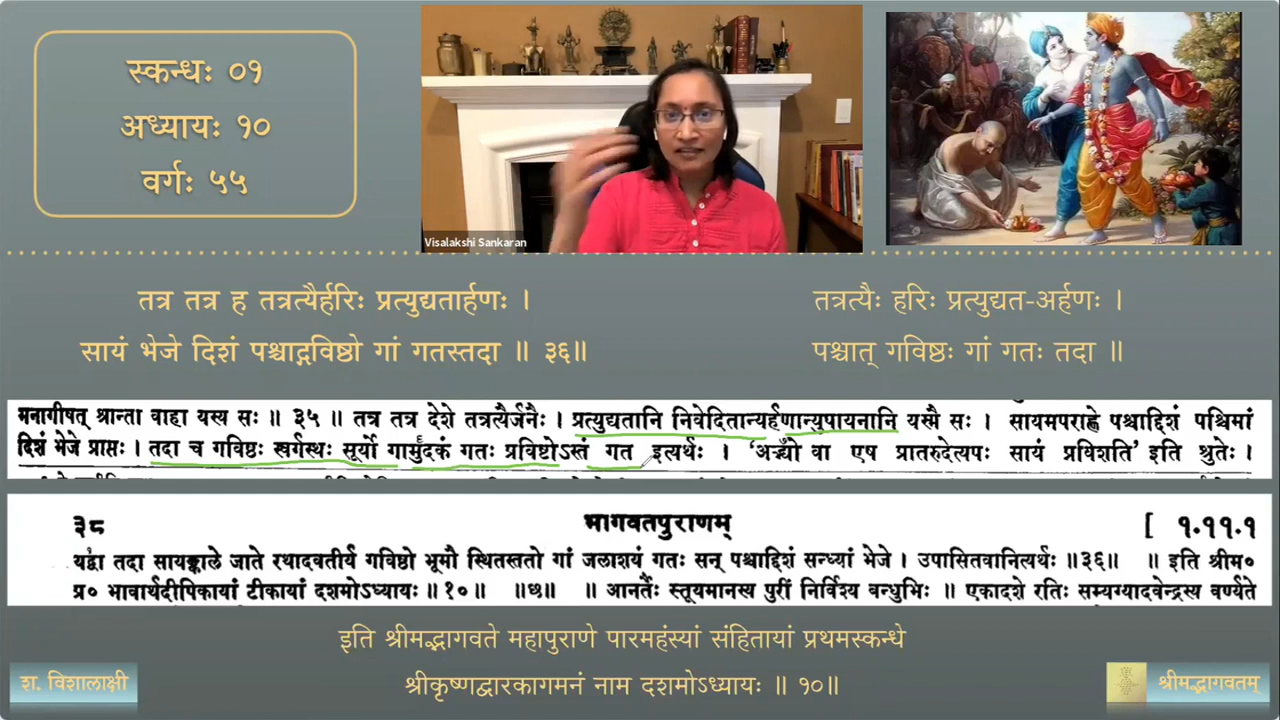 स्कन्धः ०१
अध्यायः १०
वर्गः ५५
Visalakshi Sankaran
तत्र तत्र ह तत्रत्यैर्हरिः प्रत्युद्यतार्हणः ।
सायं भेजे दिशं पश्चाद्गविष्ठो गां गतस्तदा ॥ ३६॥
तत्रत्यैः हरिः प्रत्युद्यत-अर्हणः ।
पश्चात् गविष्ठः गां गतः तदा ॥
मनागीषत् श्रान्ता वाहा यस्य सः ॥ ३५ ॥ तत्र तत्र देशे तत्रत्यैर्जनैः । प्रत्युद्यतानि निवेदितान्यर्हणान्युपायनानि यस्मै सः । सायमपराह्णे पश्चाद्दिशं पश्चिमां
दिशं भेजे प्राप्तः । तदा च गविष्ठः स्वर्गस्थः सूर्यो गामुदकं गतः प्रविष्टोऽस्तं गत इत्यर्थः । ‘अद्भ्यो वा एष प्रातरुदेत्यपः सायं प्रविशति’ इति श्रुतेः ।
३८ भागवतपुराणम् [ १.११.१
यद्वा तदा सायङ्काले जाते रथादवतीर्य गविष्ठो भूमौ स्थितस्ततो गां जलाशयं गतः सन् पश्चाद्दिशं सन्ध्यां भेजे । उपासितवानित्यर्थः ॥३६॥ ॥ इति श्रीम०
प्र० भावार्थदीपिकायां टीकायां दशमोऽध्यायः ॥ १० ॥ ॥छ॥ ॥ आनर्तैः स्तूयमानस्य पुरीं निर्विश्य बन्धुभिः ॥ एकादशे रतिः सम्यग्यादवेन्द्रस्य वर्ण्यते
इति श्रीमद्भागवते महापुराणे पारमहंस्यां संहितायां प्रथमस्कन्धे
श्रीकृष्णद्वारकागमनं नाम दशमोऽध्यायः ॥ १०॥
श. विशालाक्षी
श्रीमद्भागवतम्